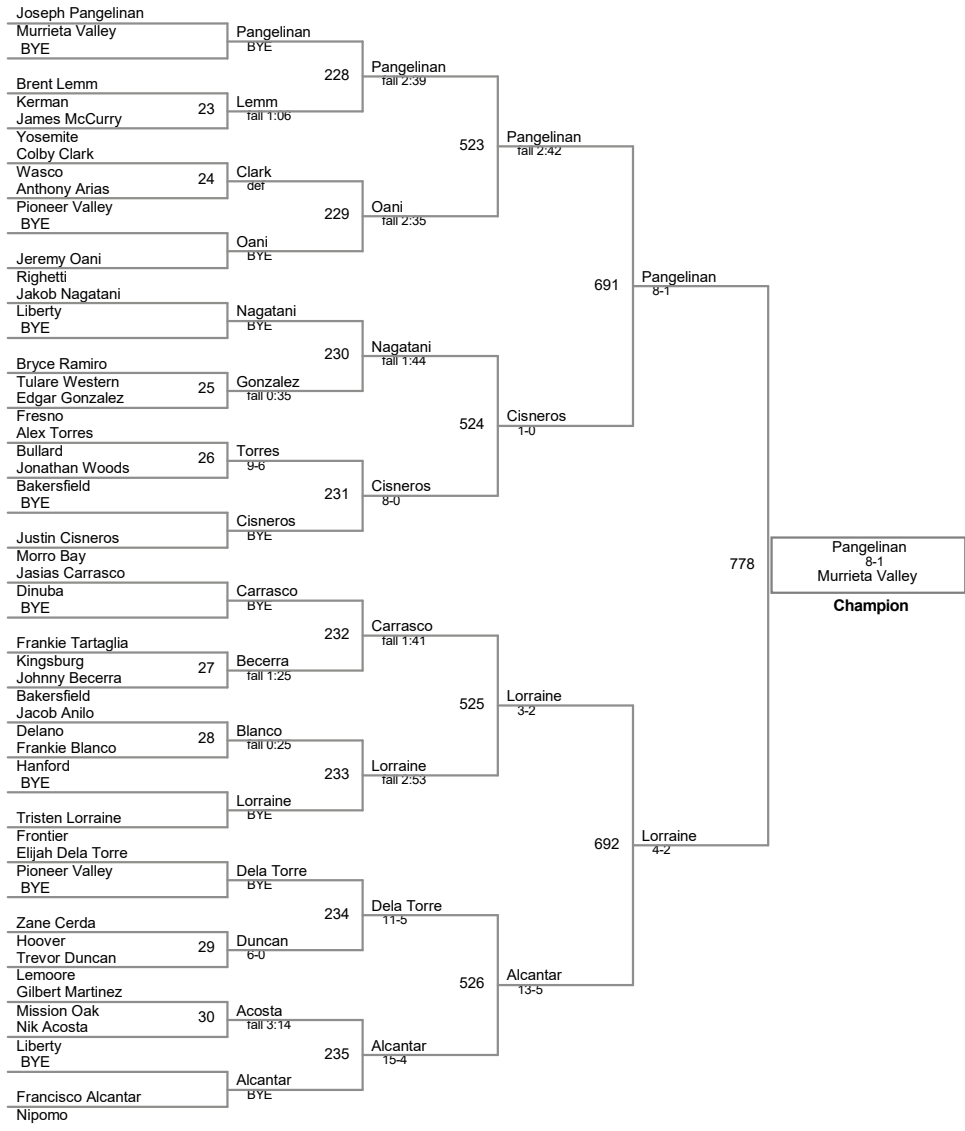 Joseph Pangelinan
Murrieta Valley
BYE
Brent Lemm
Kerman
James McCurry
Yosemite
Colby Clark
Wasco
Anthony Arias
Pioneer Valley
BYE
Jeremy Oani
Righetti
Jakob Nagatani
Liberty
BYE
Bryce Ramiro
Tulare Western
Edgar Gonzalez
Fresno
Alex Torres
Bullard
Jonathan Woods
Bakersfield
BYE
Justin Cisneros
Morro Bay
Jasias Carrasco
Dinuba
BYE
Frankie Tartaglia
Kingsburg
Johnny Becerra
Bakersfield
Jacob Anilo
Delano
Frankie Blanco
Hanford
BYE
Tristen Lorraine
Frontier
Elijah Dela Torre
Pioneer Valley
BYE
Zane Cerda
Hoover
Trevor Duncan
Lemoore
Gilbert Martinez
Mission Oak
Nik Acosta
Liberty
BYE
Francisco Alcantar
Nipomo
23
24
25
26
27
28
29
30
Pangelinan
BYE
Lemm
fall 1:06
Clark
def
Oani
BYE
Nagatani
BYE
Gonzalez
fall 0:35
Torres
9-6
Cisneros
BYE
Carrasco
BYE
Becerra
fall 1:25
Blanco
fall 0:25
Lorraine
BYE
Dela Torre
BYE
Duncan
6-0
Acosta
fall 3:14
Alcantar
BYE
228
229
230
231
232
233
234
235
Pangelinan
fall 2:39
Oani
fall 2:35
Nagatani
fall 1:44
Cisneros
8-0
Carrasco
fall 1:41
Lorraine
fall 2:53
Dela Torre
11-5
Alcantar
15-4
523
524
525
526
Pangelinan
fall 2:42
Cisneros
1-0
Lorraine
3-2
Alcantar
13-5
691
692
Pangelinan
8-1
Lorraine
4-2
778
Pangelinan
8-1
Murrieta Valley
Champion